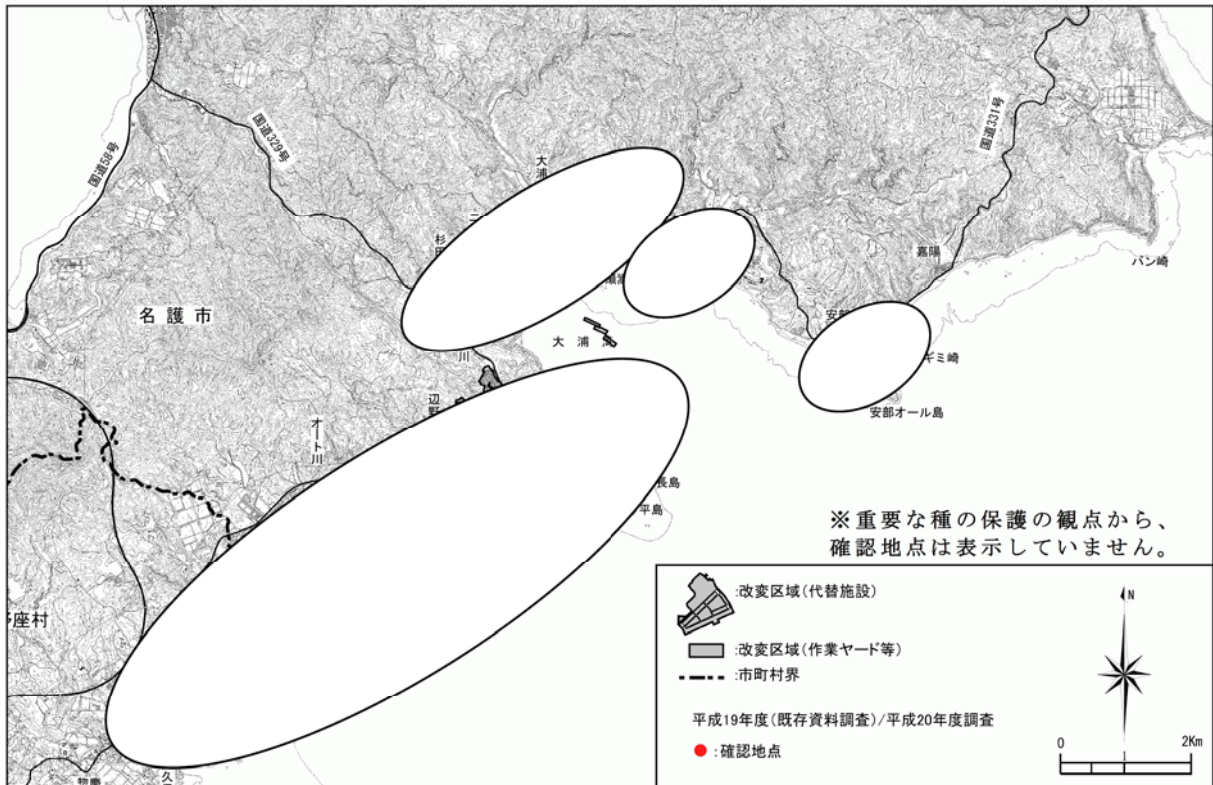 国道58号
国道329号
国道331号
大浦
杉田
名護市
大浦
川
辺野
オート川
嘉陽
バン崎
安部
ギミ崎
安部オール島
長島
平島
久
※重要な種の保護の観点から、
確認地点は表示していません。
:改変区域(代替施設)
:改変区域(作業ヤード等)
:市町村界
平成19年度(既存資料調査)/平成20年度調査
:確認地点
N
0 1 2Km